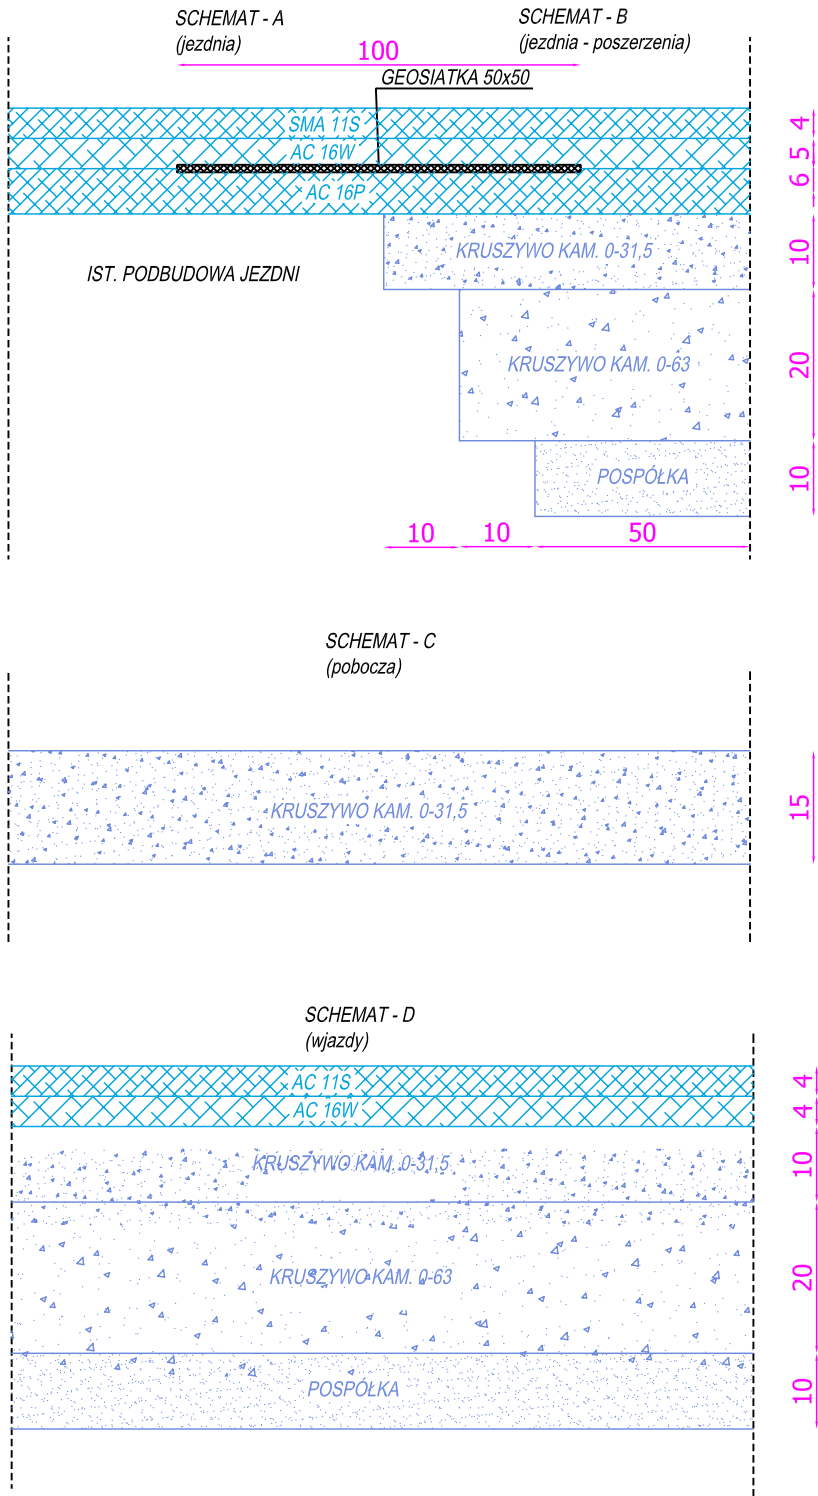 SCHEMAT - A
(jezdnia)
SCHEMAT - B
(jezdnia - poszerzenia)
100
GEOSIATKA 50x50
SMA 11S
4
AC 16W
5
AC 16P
6
KRUSZYWO KAM. 0-31,5
10
IST. PODBUDOWA JEZDNI
KRUSZYWO KAM. 0-63
20
POSPÓŁKA
10
10
10
50
SCHEMAT - C
(pobocza)
KRUSZYWO KAM. 0-31,5
15
SCHEMAT - D
(wjazdy)
AC 11S
4
AC 16W
4
KRUSZYWO KAM. 0-31,5
10
KRUSZYWO KAM. 0-63
20
POSPÓŁKA
10